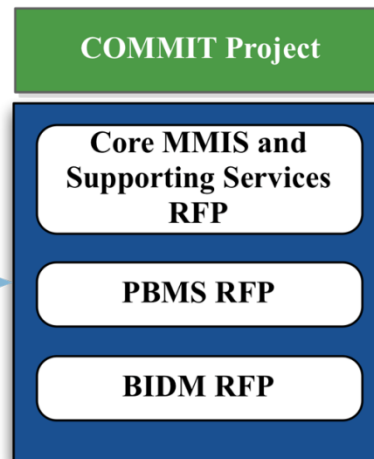 COMMIT Project
Core MMIS and
Supporting Services
RFP
PBMS RFP
BIDM RFP